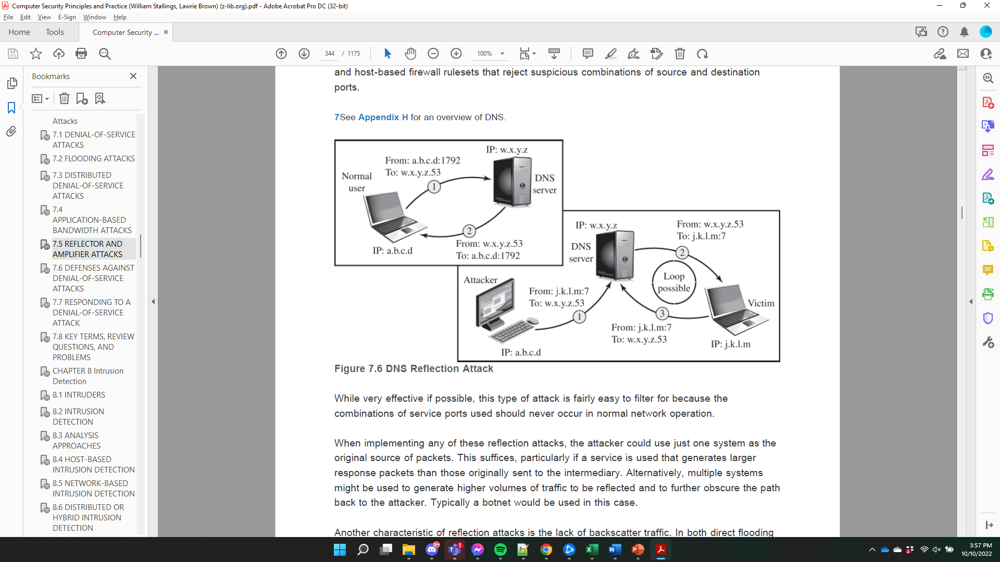 Computer Security Principles and Practice (William Stallings, Lawrie Brown) (z-lib.org).pdf - Adobe Acrobat Pro DC (32-bit)
File Edit View E-Sign Window Help
Home Tools Computer Security ...
344 / 1175 100%
Bookmarks
Attacks
7.1 DENIAL-OF-SERVICE
ATTACKS
7.2 FLOODING ATTACKS
7.3 DISTRIBUTED
DENIAL-OF-SERVICE
ATTACKS
7.4
APPLICATION-BASED
BANDWIDTH ATTACKS
7.5 REFLECTOR AND
AMPLIFIER ATTACKS
7.6 DEFENSES AGAINST
DENIAL-OF-SERVICE
ATTACKS
7.7 RESPONDING TO A
DENIAL-OF-SERVICE
ATTACK
7.8 KEY TERMS, REVIEW
QUESTIONS, AND
PROBLEMS
CHAPTER 8 Intrusion
Detection
8.1 INTRUDERS
8.2 INTRUSION
DETECTION
8.3 ANALYSIS
APPROACHES
8.4 HOST-BASED
INTRUSION DETECTION
8.5 NETWORK-BASED
INTRUSION DETECTION
8.6 DISTRIBUTED OR
HYBRID INTRUSION
DETECTION
and host-based firewall rulesets that reject suspicious combinations of source and destination
ports.
7See Appendix H for an overview of DNS.
IP: w.x.y.z
From: a.b.c.d:1792
To: w.x.y.z.53
Normal
user
DNS
server
1
2
From: w.x.y.z.53
To: a.b.c.d:1792
IP: a.b.c.d
IP: w.x.y.z
DNS
server
From: w.x.y.z.53
To: j.k.l.m:7
2
Loop
possible
Attacker
From: j.k.l.m:7
To: w.x.y.z.53
1
Victim
3
From: j.k.l.m:7
To: w.x.y.z.53
IP: j.k.l.m
IP: a.b.c.d
Figure 7.6 DNS Reflection Attack
While very effective if possible, this type of attack is fairly easy to filter for because the
combinations of service ports used should never occur in normal network operation.
When implementing any of these reflection attacks, the attacker could use just one system as the
original source of packets. This suffices, particularly if a service is used that generates larger
response packets than those originally sent to the intermediary. Alternatively, multiple systems
might be used to generate higher volumes of traffic to be reflected and to further obscure the path
back to the attacker. Typically a botnet would be used in this case.
Another characteristic of reflection attacks is the lack of backscatter traffic. In both direct flooding
9+
1
2
3:57 PM
10/10/2022